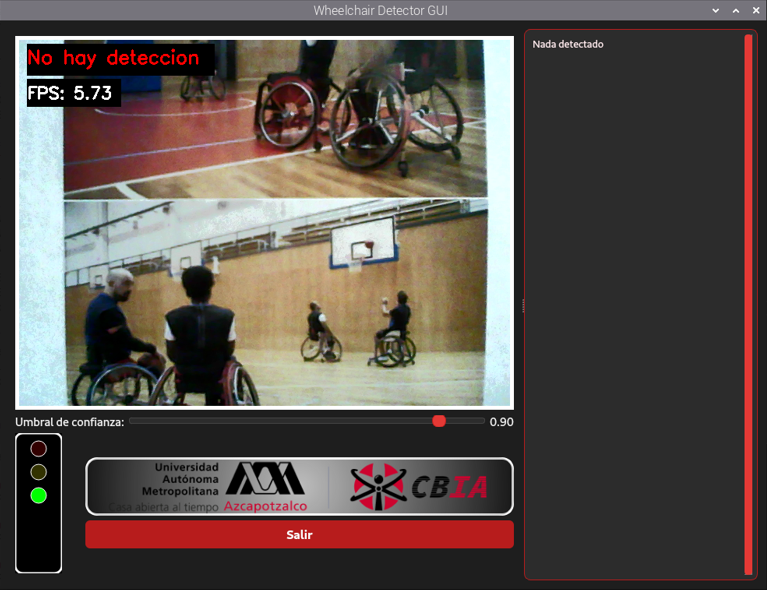 Wheelchair Detector GUI
No hay deteccion
FPS: 5.73
Nada detectado
Umbral de confianza:
0.90
Universidad
Autónoma
Metropolitana
Casa abierta al tiempo Azcapotzalco
CBIA
Salir